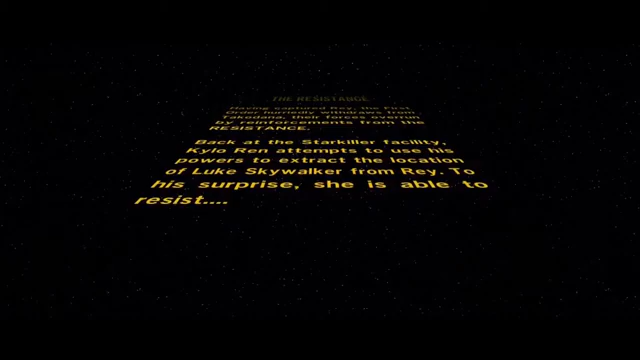 THE RESISTANCE
Having captured Rey, the First
Order hurriedly withdraws from
Takodana, their forces overrun
by reinforcements from the
RESISTANCE.
Back at the Starkiller facility,
Kylo Ren attempts to use his
powers to extract the location
of Luke Skywalker from Rey. To
his surprise, she is able to
resist....